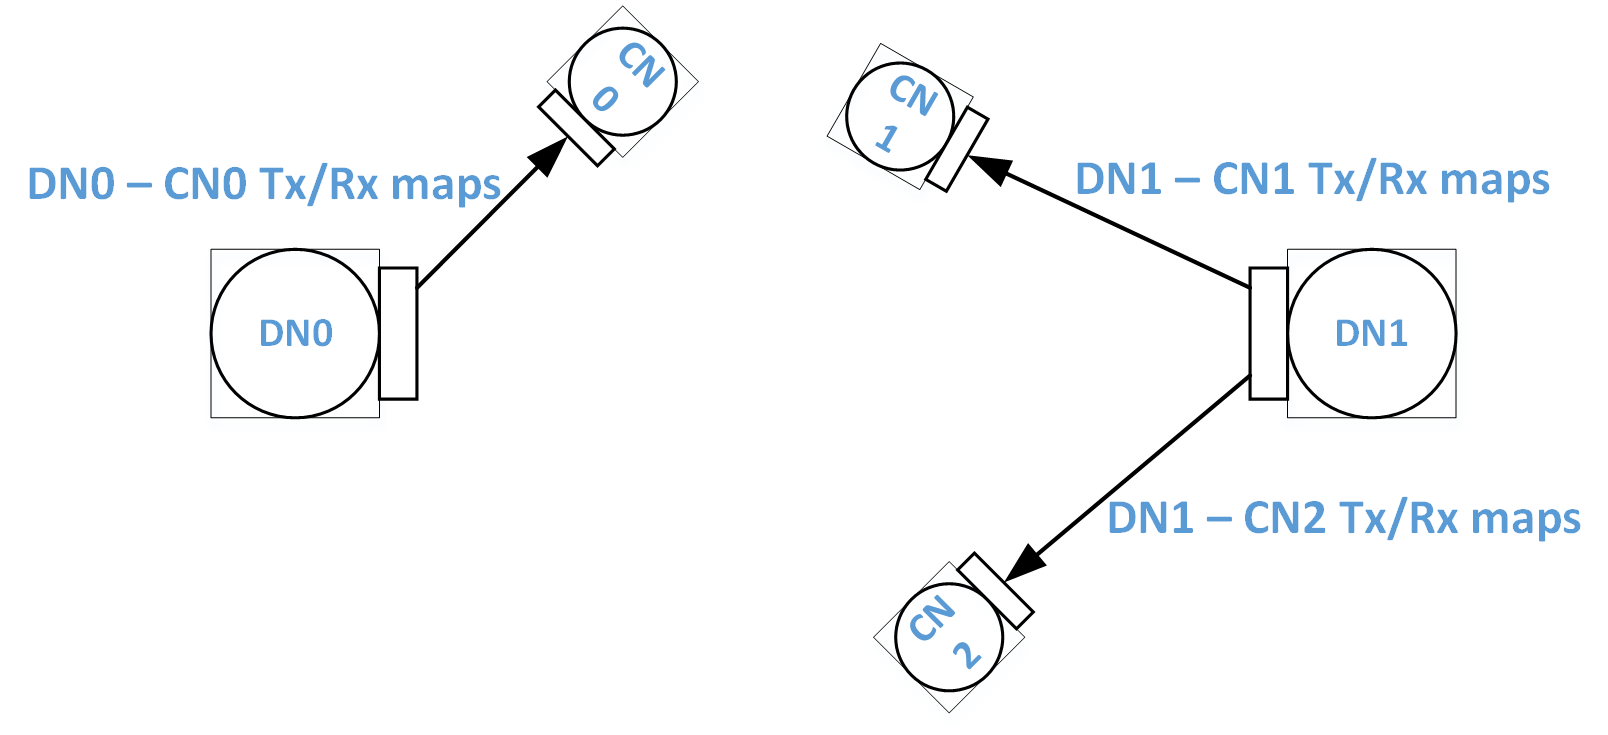 CN
0
CN
1
DN0 – CN0 Tx/Rx maps
DN1 – CN1 Tx/Rx maps
DN0
DN1
DN1 – CN2 Tx/Rx maps
CN
2